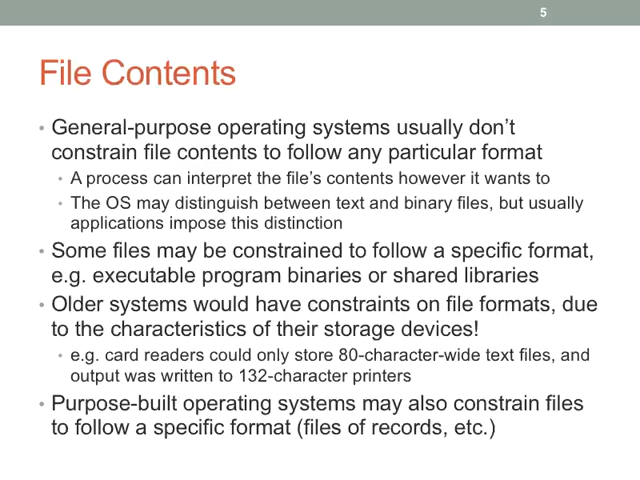 5
File Contents
• General-purpose operating systems usually don’t
constrain file contents to follow any particular format
• A process can interpret the file’s contents however it wants to
• The OS may distinguish between text and binary files, but usually
applications impose this distinction
• Some files may be constrained to follow a specific format,
e.g. executable program binaries or shared libraries
• Older systems would have constraints on file formats, due
to the characteristics of their storage devices!
• e.g. card readers could only store 80-character-wide text files, and
output was written to 132-character printers
• Purpose-built operating systems may also constrain files
to follow a specific format (files of records, etc.)